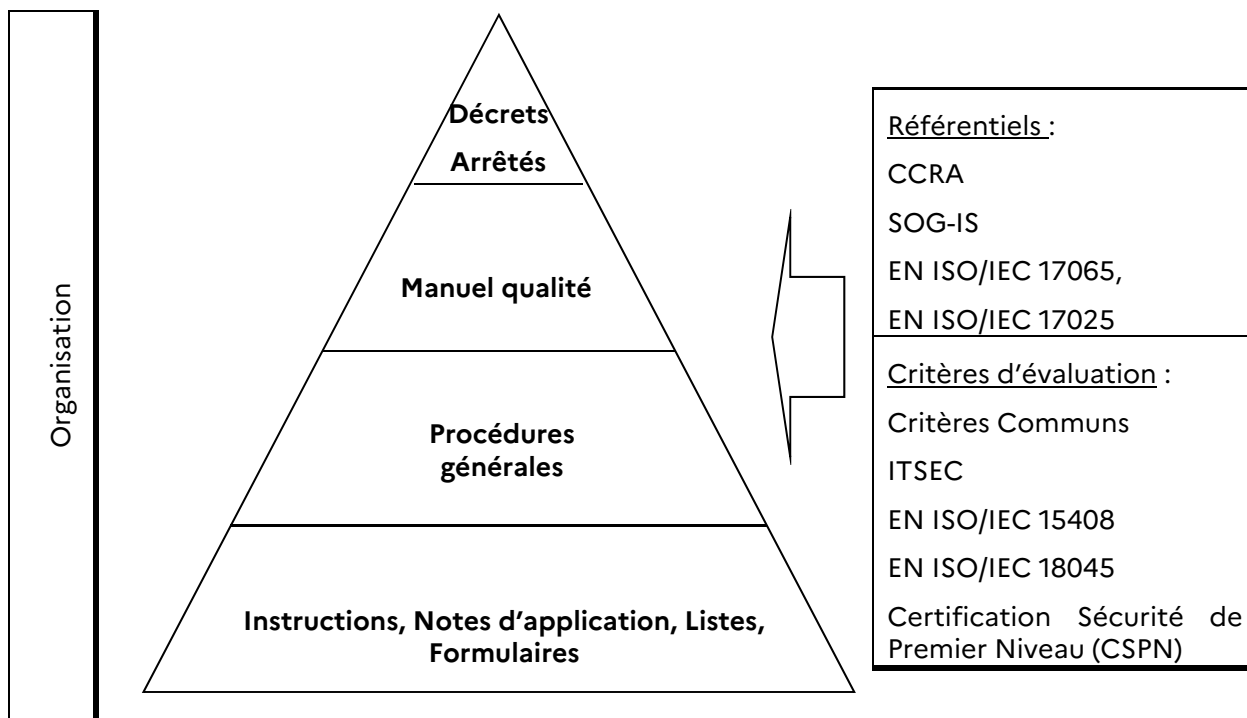 Organisation
Décrets
Arrêtés
Manuel qualité
Procédures
générales
Instructions, Notes d’application, Listes,
Formulaires
Référentiels :
CCRA
SOG-IS
EN ISO/IEC 17065,
EN ISO/IEC 17025
Critères d’évaluation :
Critères Communs
ITSEC
EN ISO/IEC 15408
EN ISO/IEC 18045
Certification Sécurité de
Premier Niveau (CSPN)